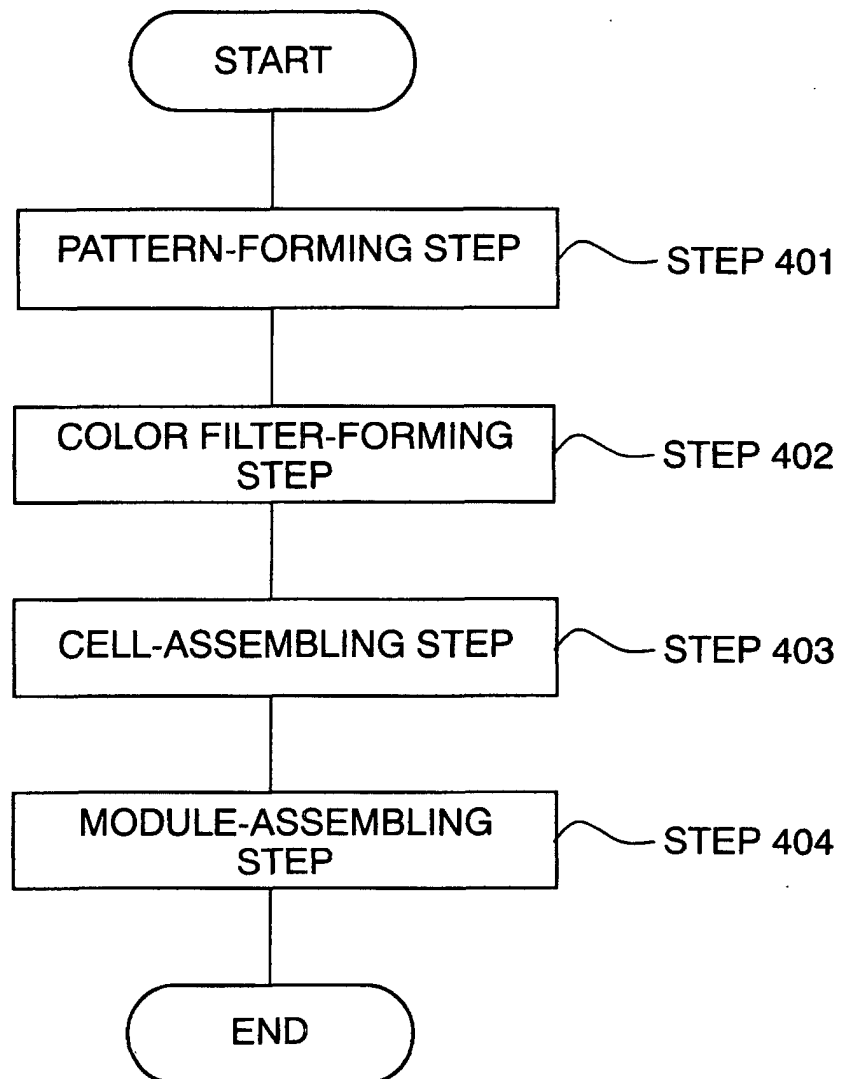 START
PATTERN-FORMING STEP
STEP 401
COLOR FILTER-FORMING
STEP
STEP 402
CELL-ASSEMBLING STEP
STEP 403
MODULE-ASSEMBLING
STEP
STEP 404
END